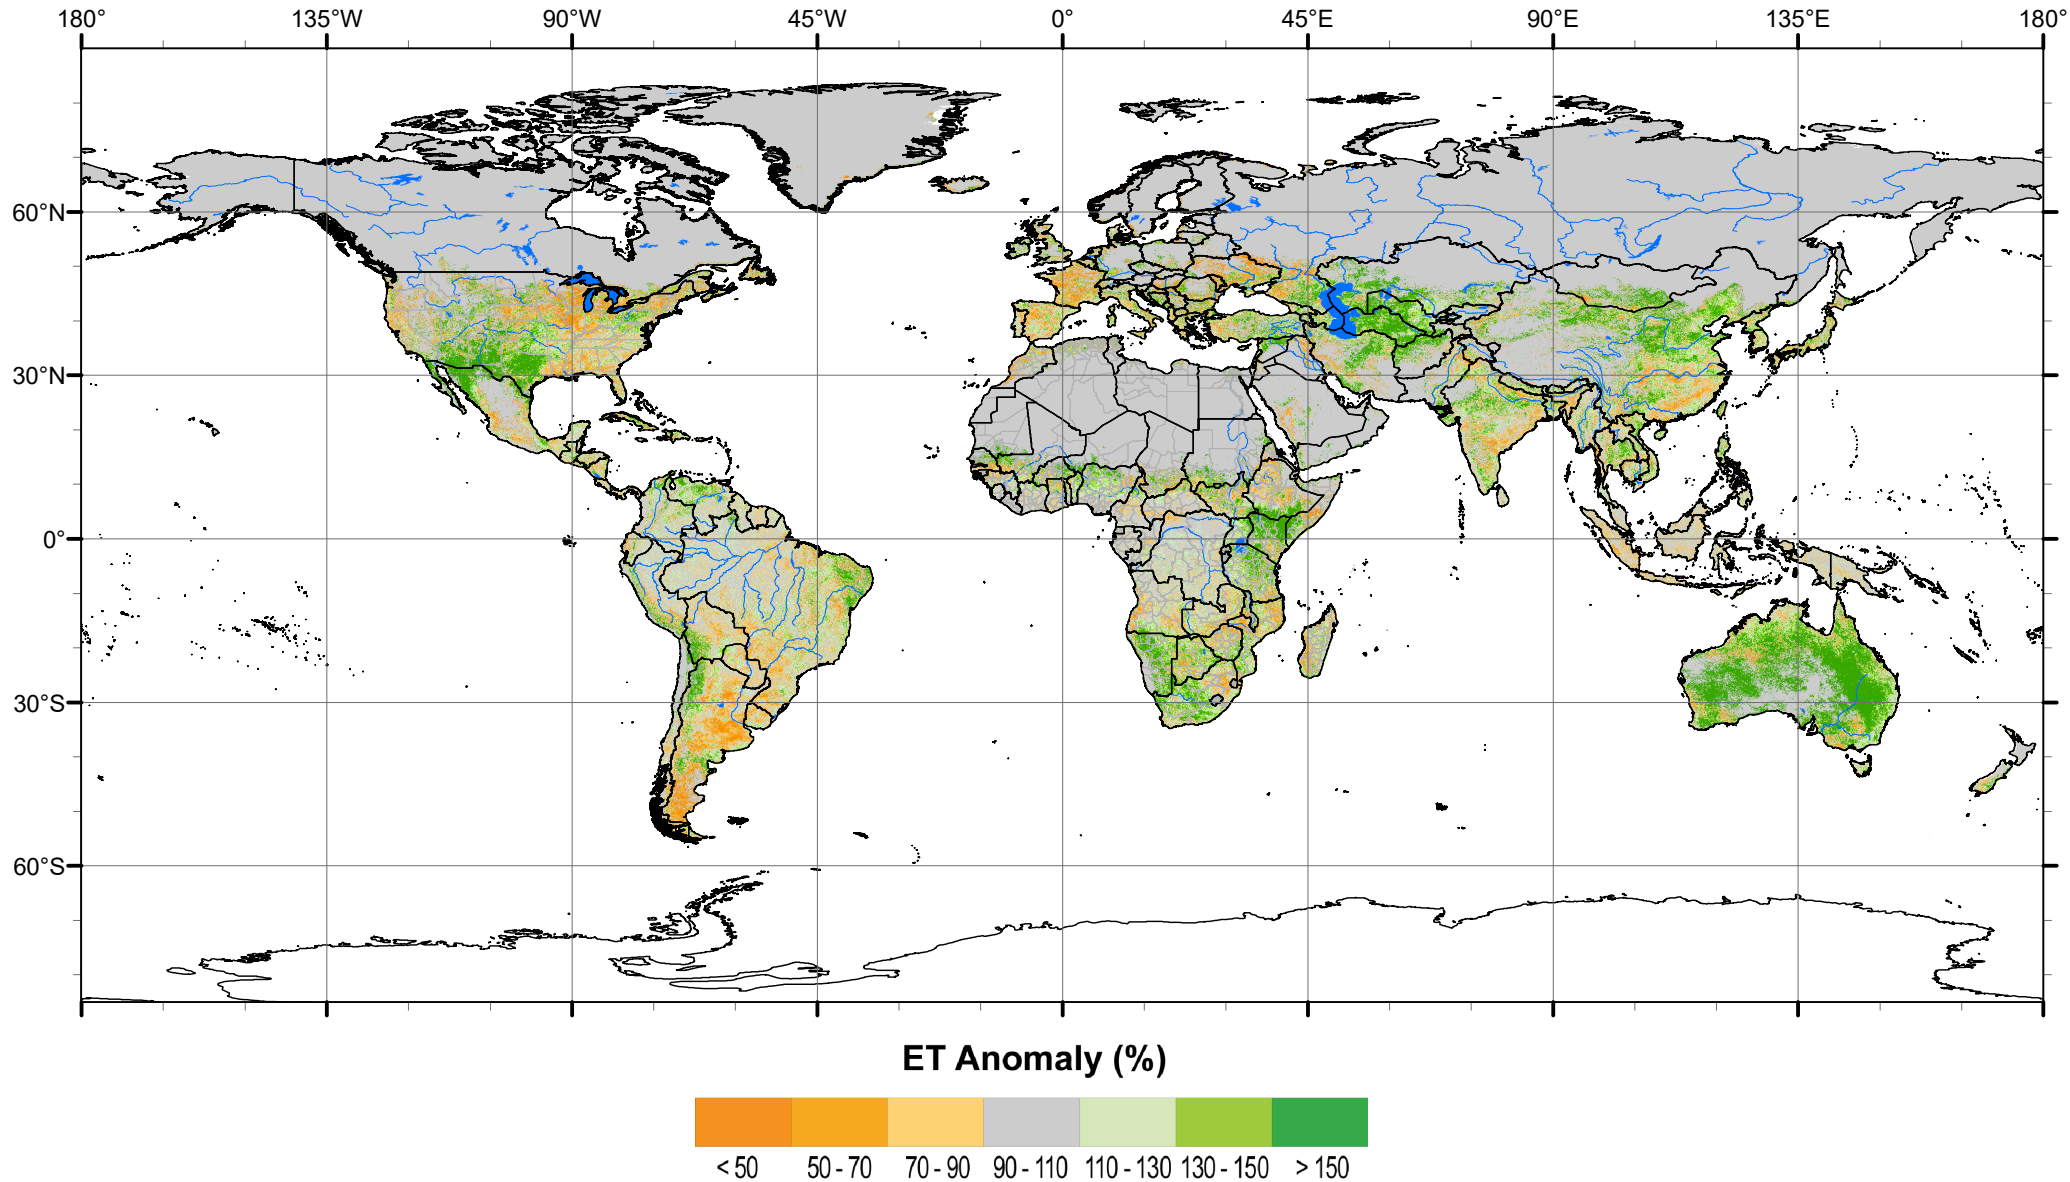 180° 135°W 90°W 45°W 0° 45°E 90°E 135°E 180°
60°N
30°N
0°
30°S
60°S
ET Anomaly (%)
< 50 50 - 70 70 - 90 90 - 110 110 - 130 130 - 150 > 150